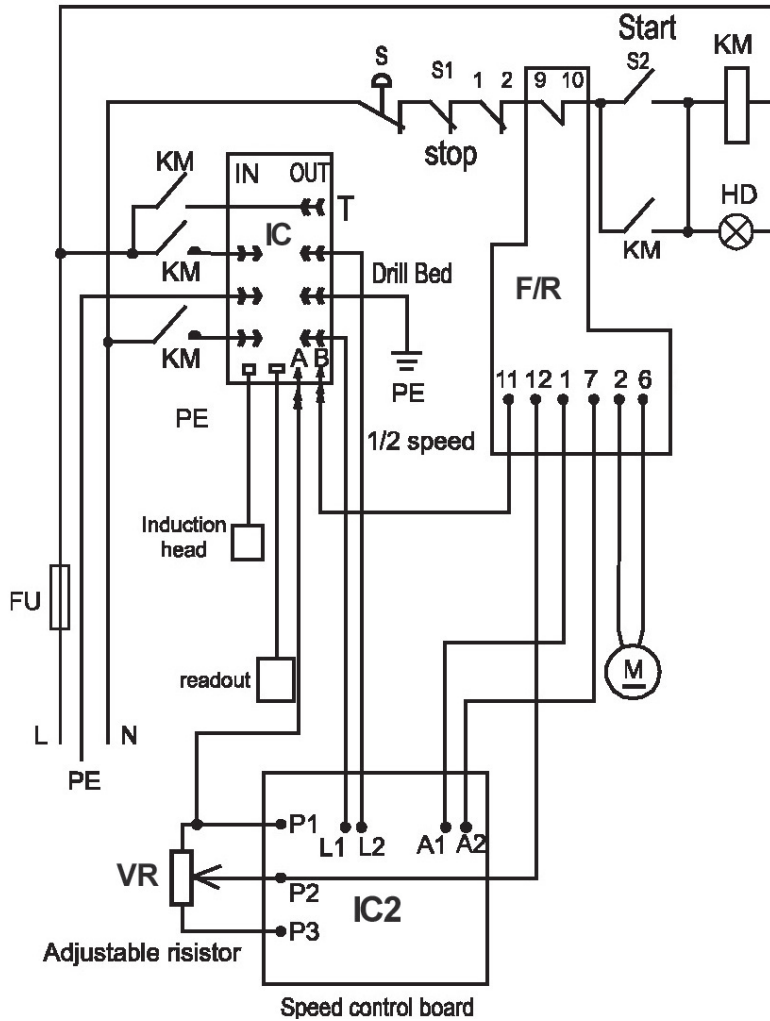 Start
S
S1
1 2
9 10
S2
KM
stop
KM
IN OUT
T
HD
KM
IC
KM
Drill Bed
F/R
KM
A B
PE
PE
11 12 1 7 2 6
1/2 speed
Induction
head
FU
readout
M
L
N
PE
P1
L1 L2
A1 A2
VR
P2
IC2
P3
Adjustable risistor
Speed control board